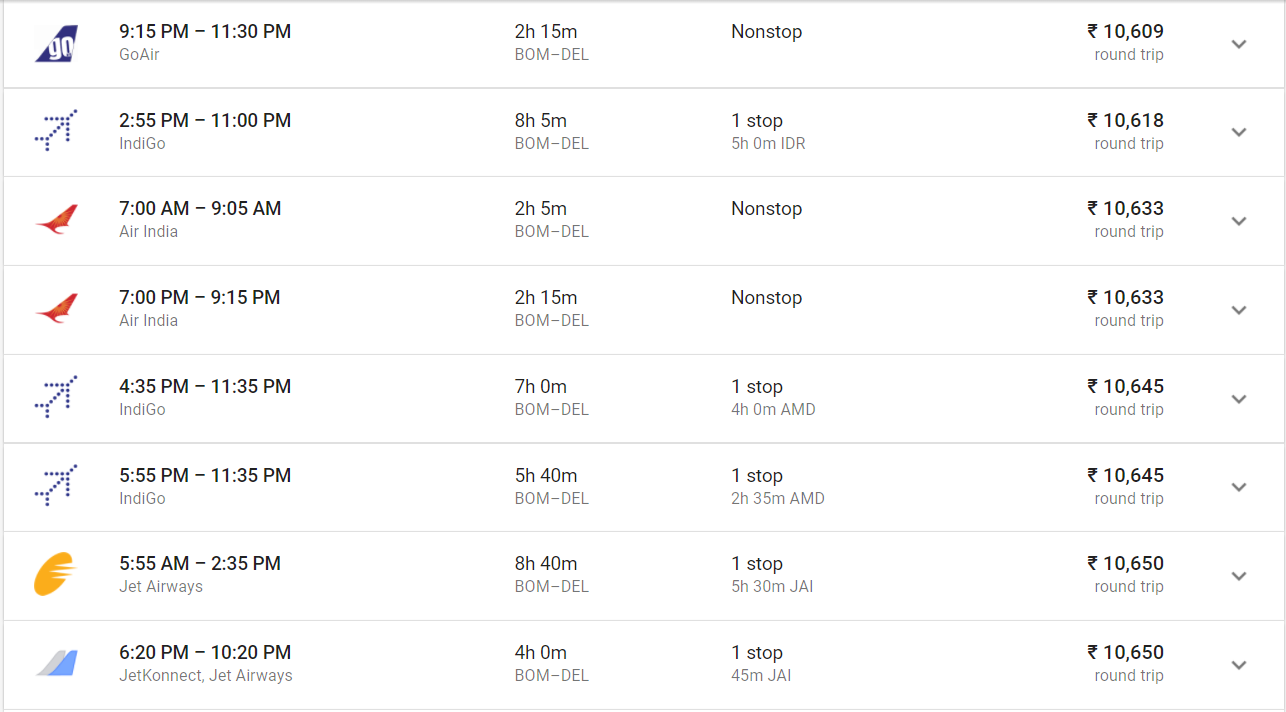 go
9:15 PM – 11:30 PM 2h 15m Nonstop ₹ 10,609
GoAir BOM–DEL round trip
2:55 PM – 11:00 PM 8h 5m 1 stop ₹ 10,618
IndiGo BOM–DEL 5h 0m IDR round trip
7:00 AM – 9:05 AM 2h 5m Nonstop ₹ 10,633
Air India BOM–DEL round trip
7:00 PM – 9:15 PM 2h 15m Nonstop ₹ 10,633
Air India BOM–DEL round trip
4:35 PM – 11:35 PM 7h 0m 1 stop ₹ 10,645
IndiGo BOM–DEL 4h 0m AMD round trip
5:55 PM – 11:35 PM 5h 40m 1 stop ₹ 10,645
IndiGo BOM–DEL 2h 35m AMD round trip
5:55 AM – 2:35 PM 8h 40m 1 stop ₹ 10,650
Jet Airways BOM–DEL 5h 30m JAI round trip
6:20 PM – 10:20 PM 4h 0m 1 stop ₹ 10,650
JetKonnect, Jet Airways BOM–DEL 45m JAI round trip